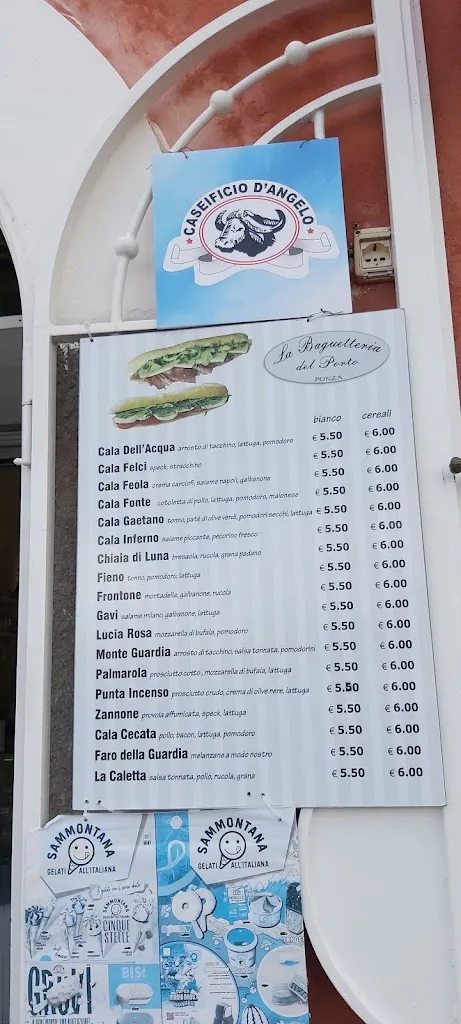 CASEIFICIO D'ANGELO
La Baguetteria
del Porto
PONZA
bianco cereali
Cala Dell'Acqua arrosto di tacchino, lattuga, pomodoro € 5.50 € 6.00
Cala Felci speck, stracchino € 5.50 € 6.00
Cala Feola crema carciofi, salame napoli, galbanone € 5.50 € 6.00
Cala Fonte cotoletta di pollo, lattuga, pomodoro, maionese € 5.50 € 6.00
Cala Gaetano tonno, patè di olive verdi, pomodori secchi, lattuga € 5.50 € 6.00
Cala Inferno salame piccante, pecorino fresco € 5.50 € 6.00
Chiaia di Luna bresaola, rucola, grana padano € 5.50 € 6.00
Fieno tonno, pomodoro, lattuga € 5.50 € 6.00
Frontone mortadella, galbanone, rucola € 5.50 € 6.00
Gavi salame milano, galbanone, lattuga € 5.50 € 6.00
Lucia Rosa mozzarella di bufala, pomodoro € 5.50 € 6.00
Monte Guardia arrosto di tacchino, salsa tonnata, pomodorini € 5.50 € 6.00
Palmarola prosciutto cotto, mozzarella di bufala, lattuga € 5.50 € 6.00
Punta Incenso prosciutto crudo, crema di olive nere, lattuga € 5.50 € 6.00
Zannone provola affumicata, speck, lattuga € 5.50 € 6.00
Cala Cecata pollo, bacon, lattuga, pomodoro € 5.50 € 6.00
Faro della Guardia melanzane a modo nostro € 5.50 € 6.00
La Caletta salsa tonnata, pollo, rucola, grana € 5.50 € 6.00
SAMMONTANA
GELATI ALL'ITALIANA
SAMMONTANA
GELATI ALL'ITALIANA
SAMMONTANA
CINQUE
STELLE
BIS!